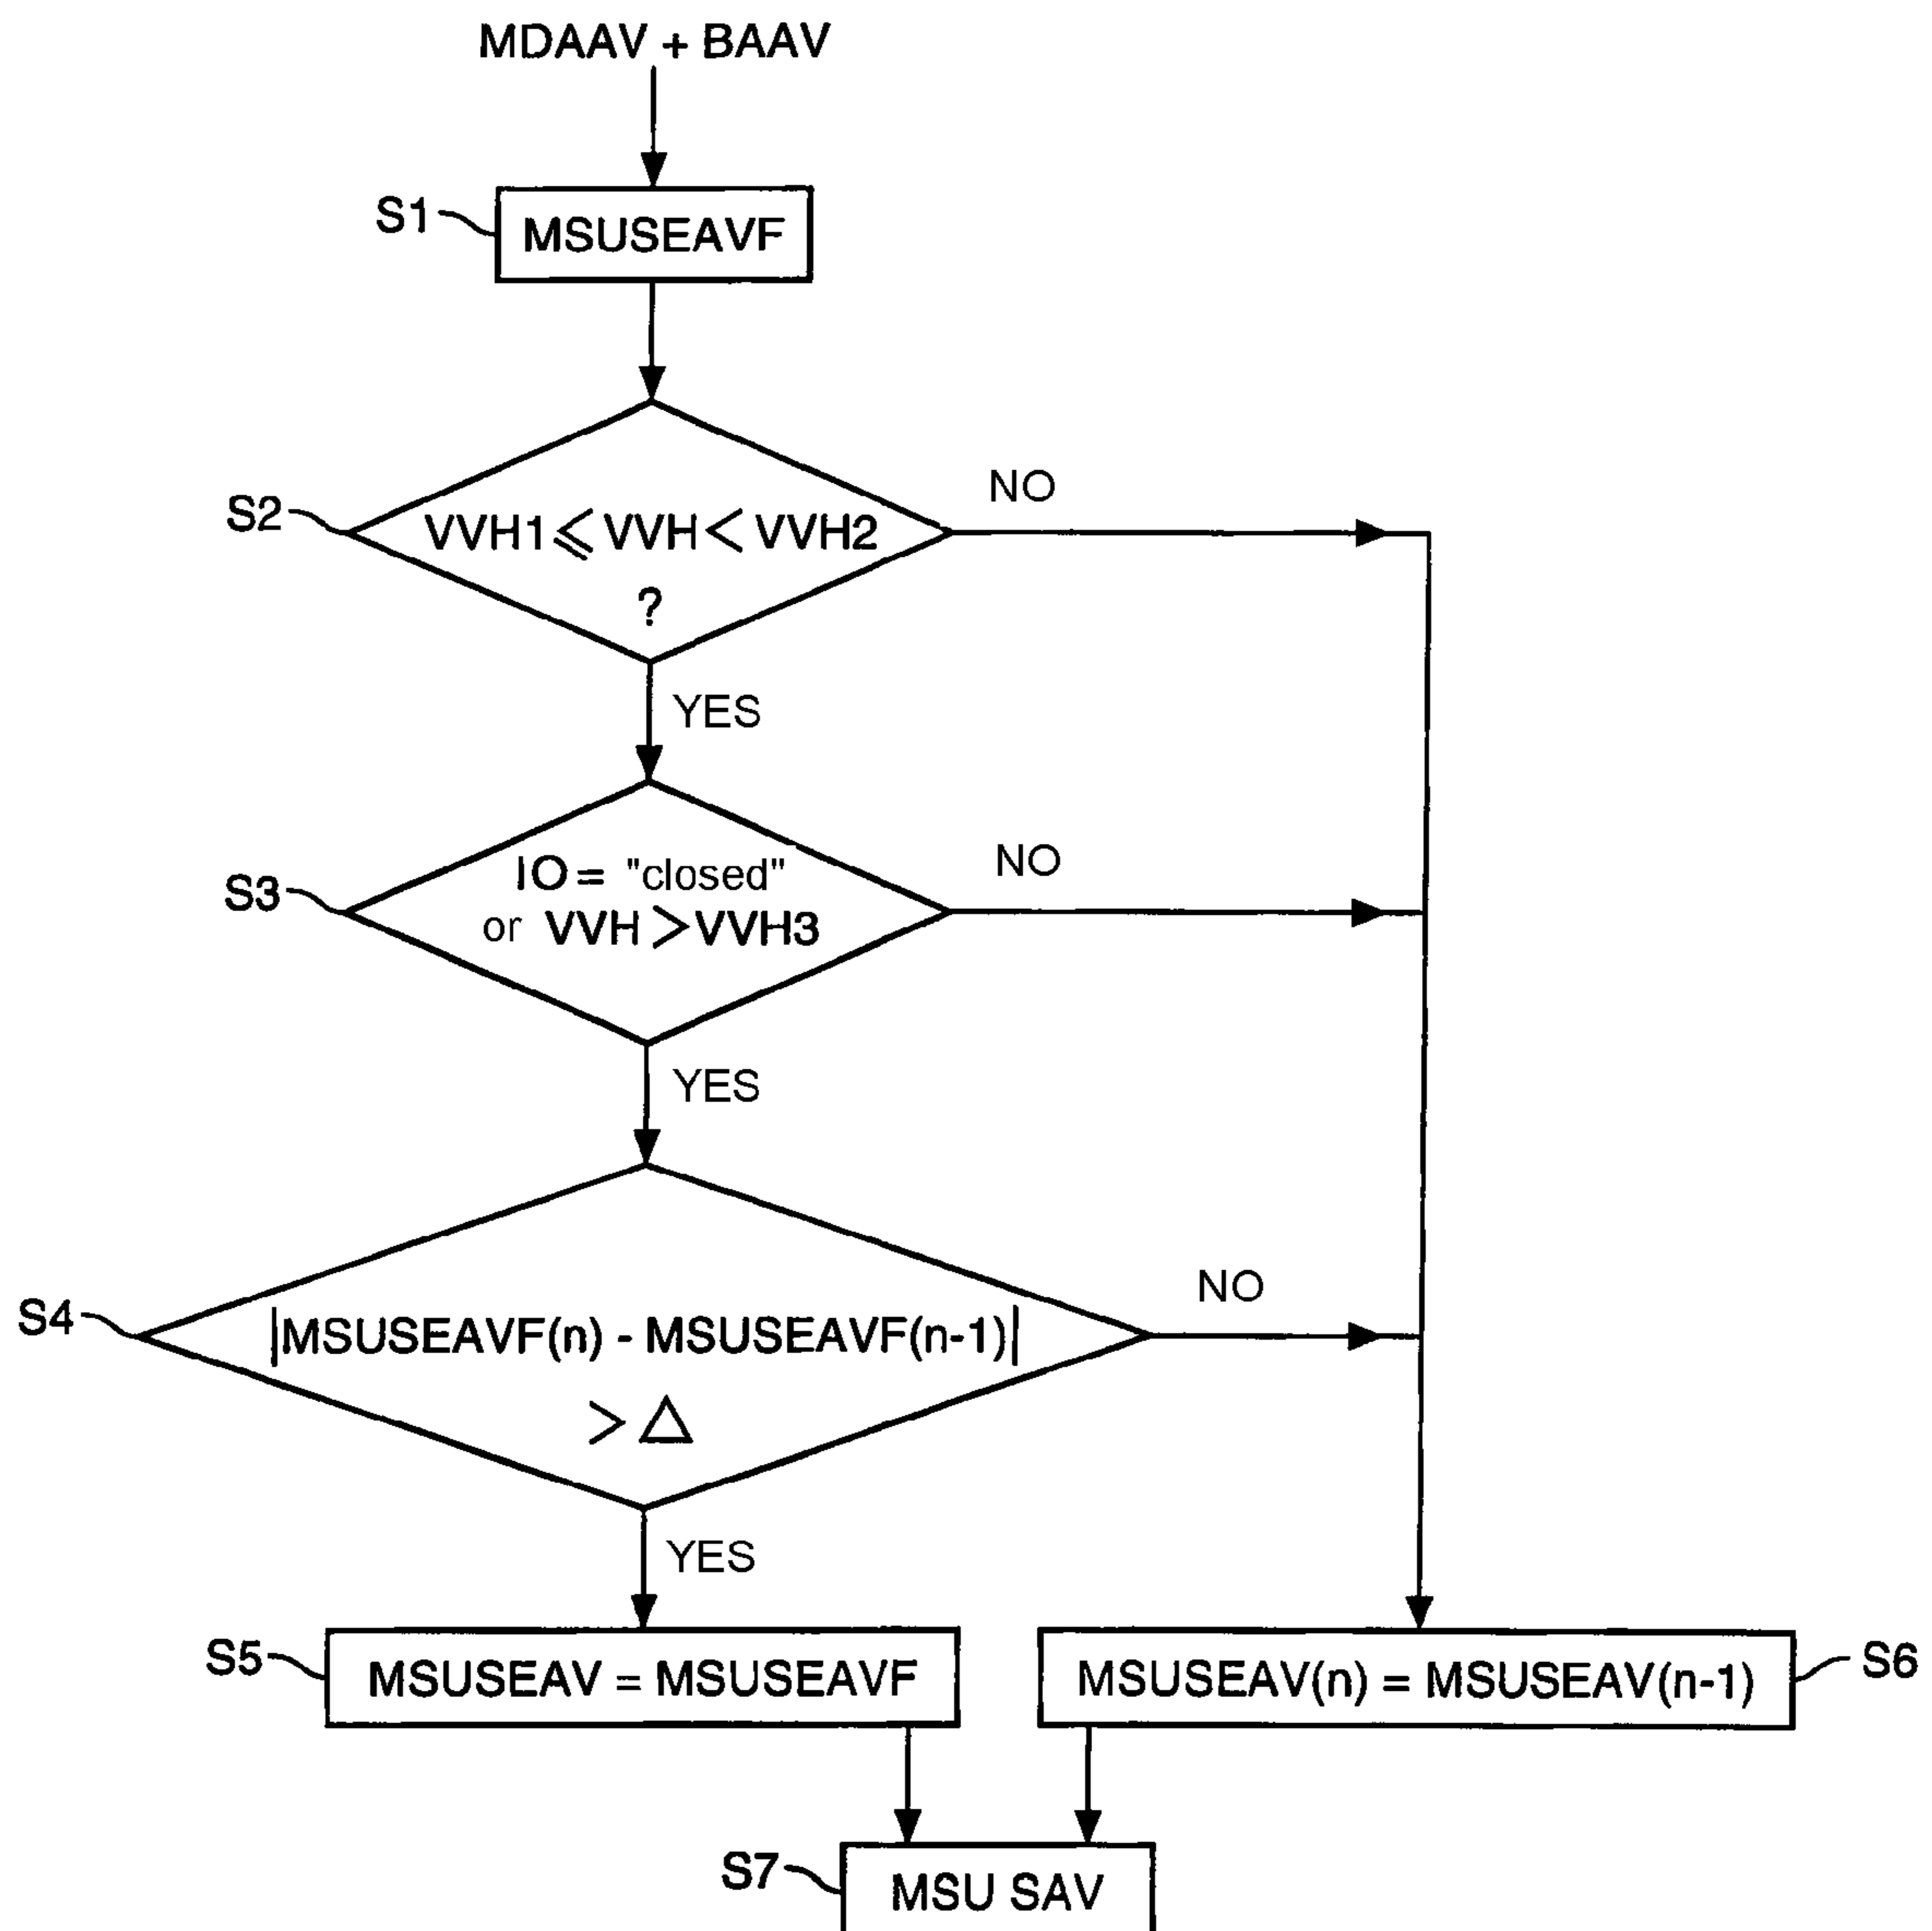 MDAAV + BAAV
S1
MSUSEAVF
S2
VVH1 ⩽ VVH < VVH2
?
NO
YES
S3
IO = "closed"
or VVH > VVH3
NO
YES
S4
|MSUSEAVF(n) - MSUSEAVF(n-1)|
> △
NO
YES
S5
MSUSEAV = MSUSEAVF
MSUSEAV(n) = MSUSEAV(n-1)
S6
S7
MSU SAV